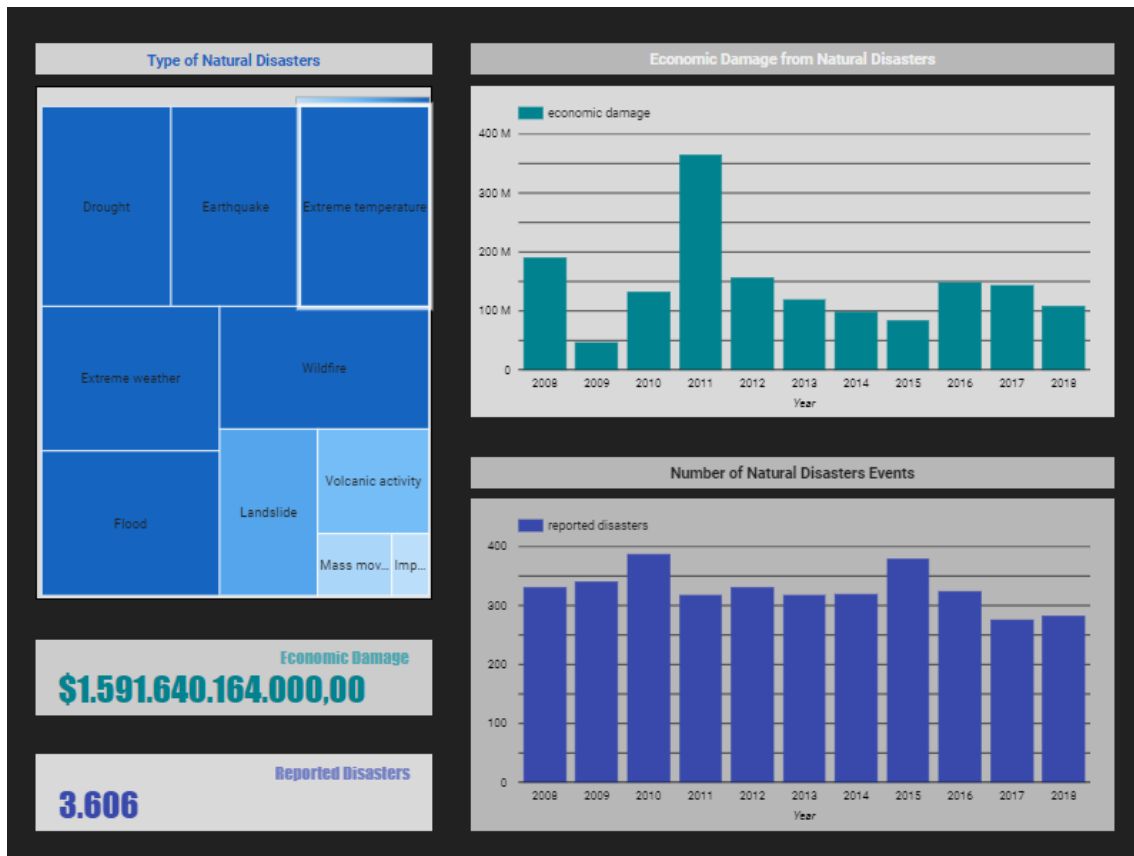 Type of Natural Disasters
Drought
Earthquake
Extreme temperature
Extreme weather
Wildfire
Flood
Landslide
Volcanic activity
Mass mov...
Imp...
Economic Damage
$1.591.640.164.000,00
Reported Disasters
3.606
Economic Damage from Natural Disasters
economic damage
400 M
300 M
200 M
100 M
0
2008 2009 2010 2011 2012 2013 2014 2015 2016 2017 2018
Year
Number of Natural Disasters Events
reported disasters
400
300
200
100
0
2008 2009 2010 2011 2012 2013 2014 2015 2016 2017 2018
Year